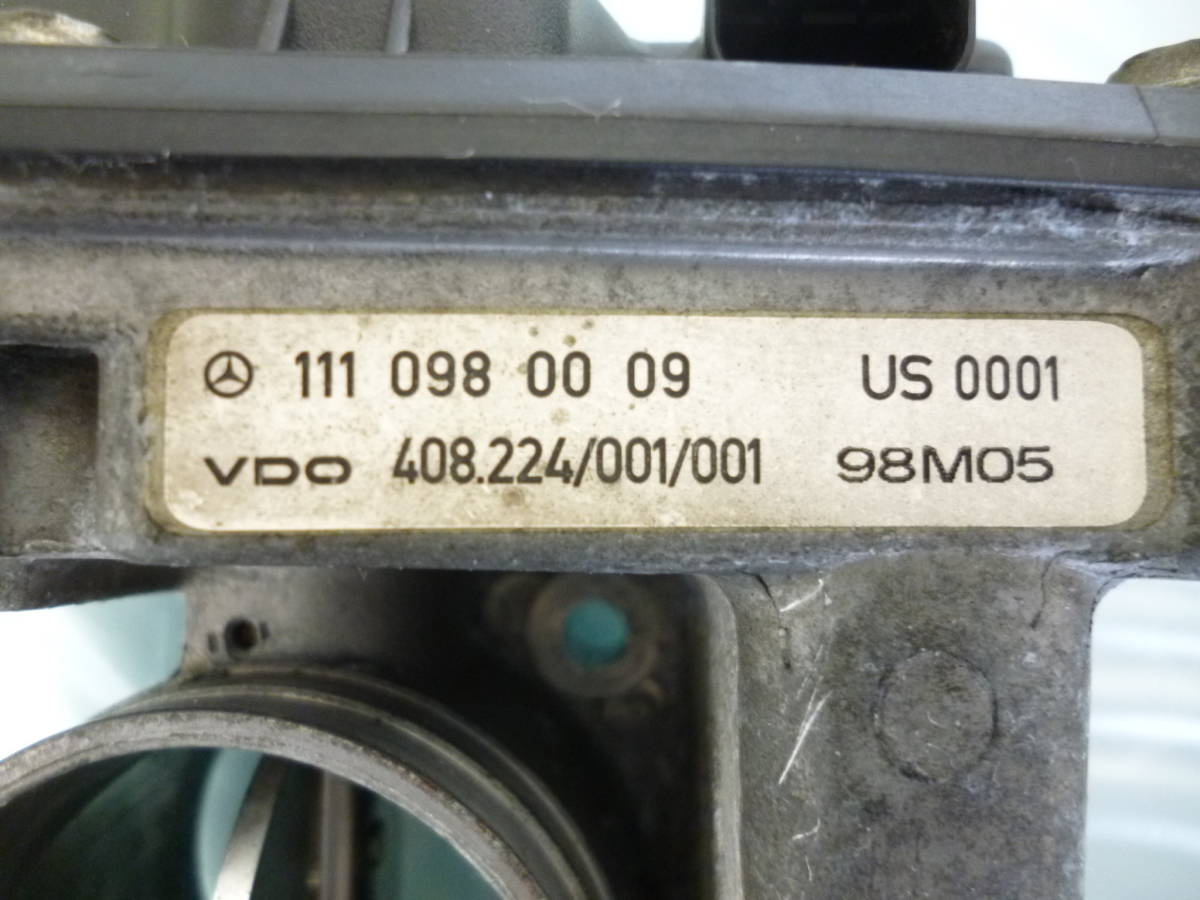 111 098 00 09 US 0001
VDO 408.224/001/001 98M05